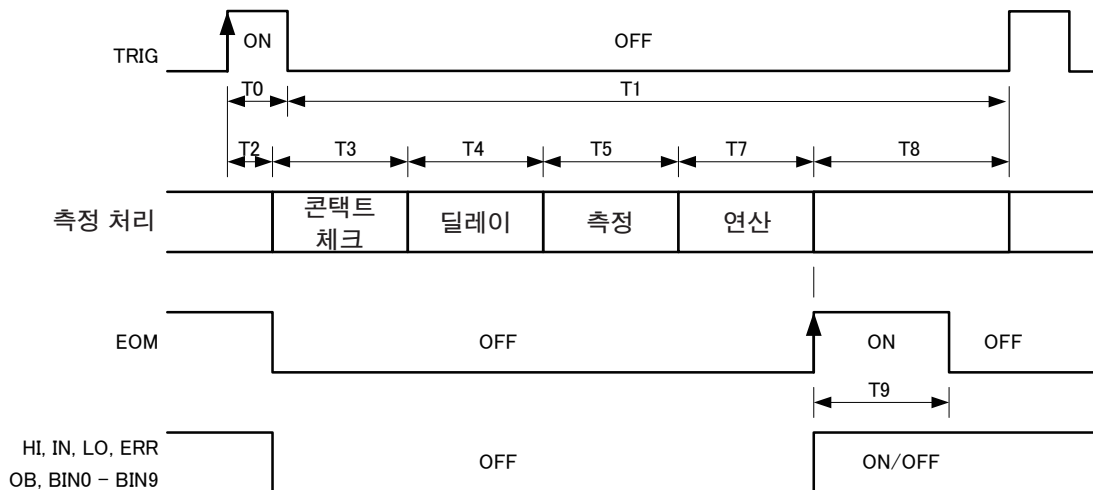 TRIG
ON
OFF
T0
T1
T2
T3
T4
T5
T7
T8
측정 처리
콘택트
체크
딜레이
측정
연산
EOM
OFF
ON
OFF
T9
HI, IN, LO, ERR
OB, BIN0 - BIN9
OFF
ON/OFF